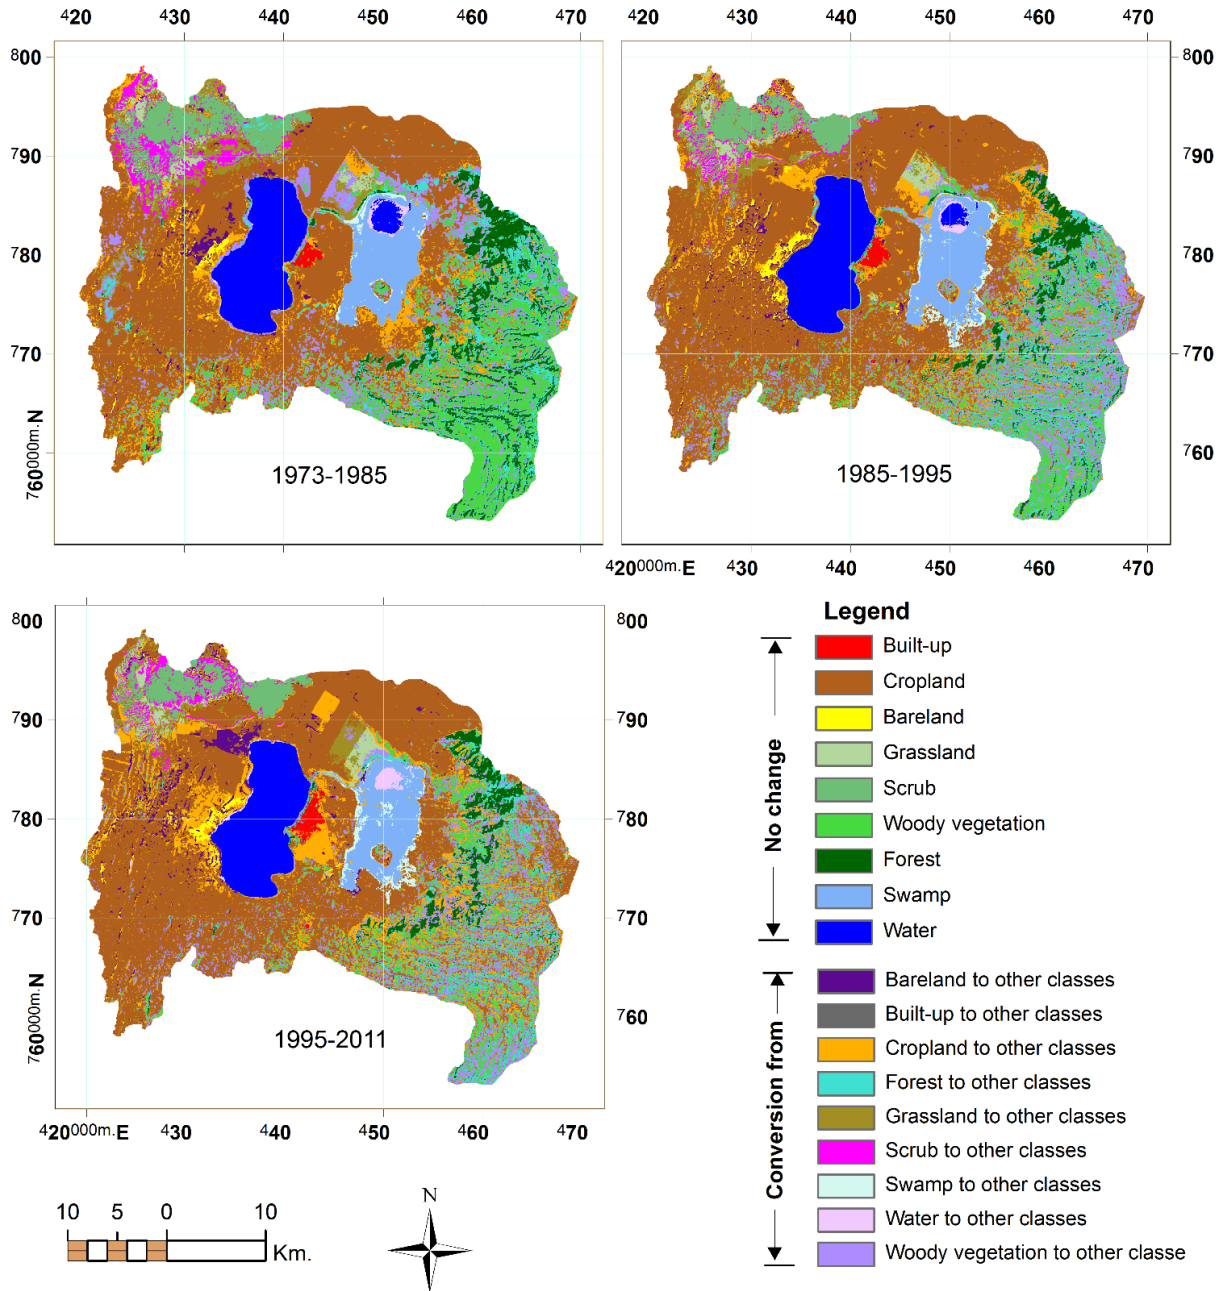 420 430 440 450 460 470
430 440 450 460 470
800
790
780
770
760000m.N
800
790
780
770
760
1973-1985
1985-1995
420000m.E 430 440 450 460 470
800
790
780
770
760
790
780
770
760000m.N
1995-2011
420000m.E 430 440 450 460 470
Legend
No change
Built-up
Cropland
Bareland
Grassland
Scrub
Woody vegetation
Forest
Swamp
Water
Conversion from
Bareland to other classes
Built-up to other classes
Cropland to other classes
Forest to other classes
Grassland to other classes
Scrub to other classes
Swamp to other classes
Water to other classes
Woody vegetation to other classe
10 5 0 10
Km.
N